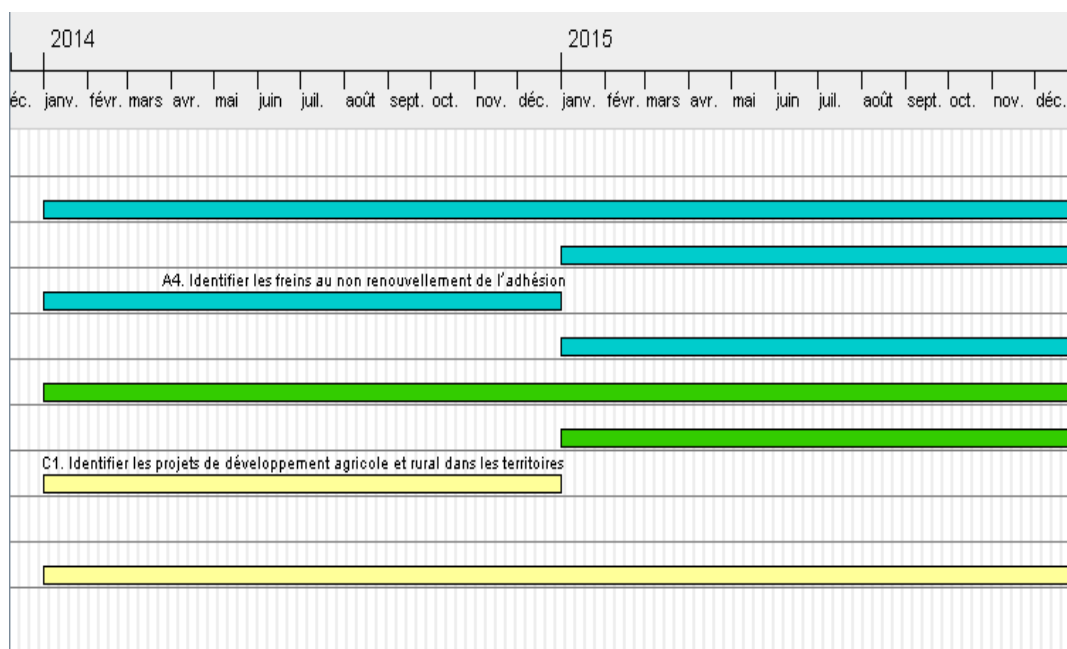 2014 2015
éc. janv. févr. mars avr. mai juin juil. août sept. oct. nov. déc. janv. févr. mars avr. mai juin juil. août sept. oct. nov. déc.
A4. Identifier les freins au non renouvellement de l'adhésion
C1. Identifier les projets de développement agricole et rural dans les territoires